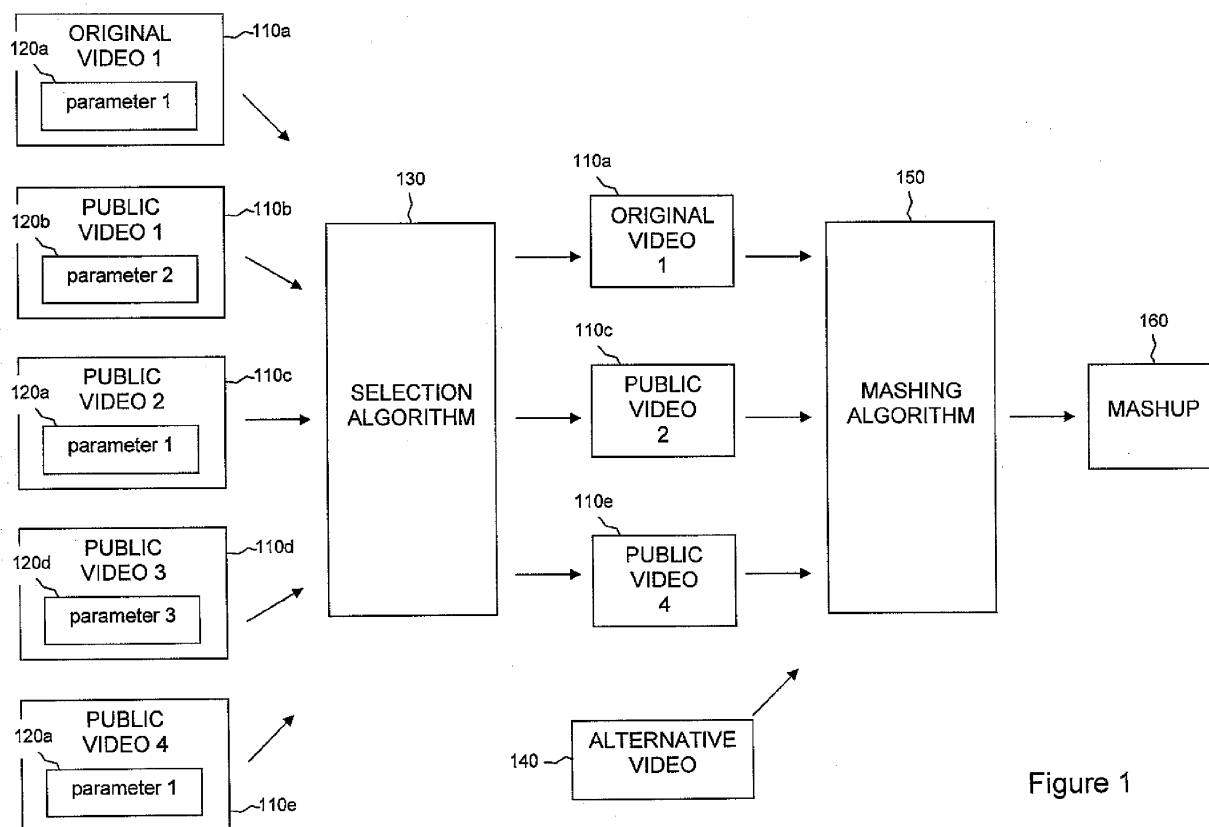 ORIGINAL
VIDEO 1
110a
120a
parameter 1
PUBLIC
VIDEO 1
110b
120b
parameter 2
PUBLIC
VIDEO 2
110c
120a
parameter 1
PUBLIC
VIDEO 3
110d
120d
parameter 3
PUBLIC
VIDEO 4
120a
parameter 1
110e
130
SELECTION
ALGORITHM
110a
ORIGINAL
VIDEO
1
110c
PUBLIC
VIDEO
2
110e
PUBLIC
VIDEO
4
140
ALTERNATIVE
VIDEO
150
MASHING
ALGORITHM
160
MASHUP
Figure 1